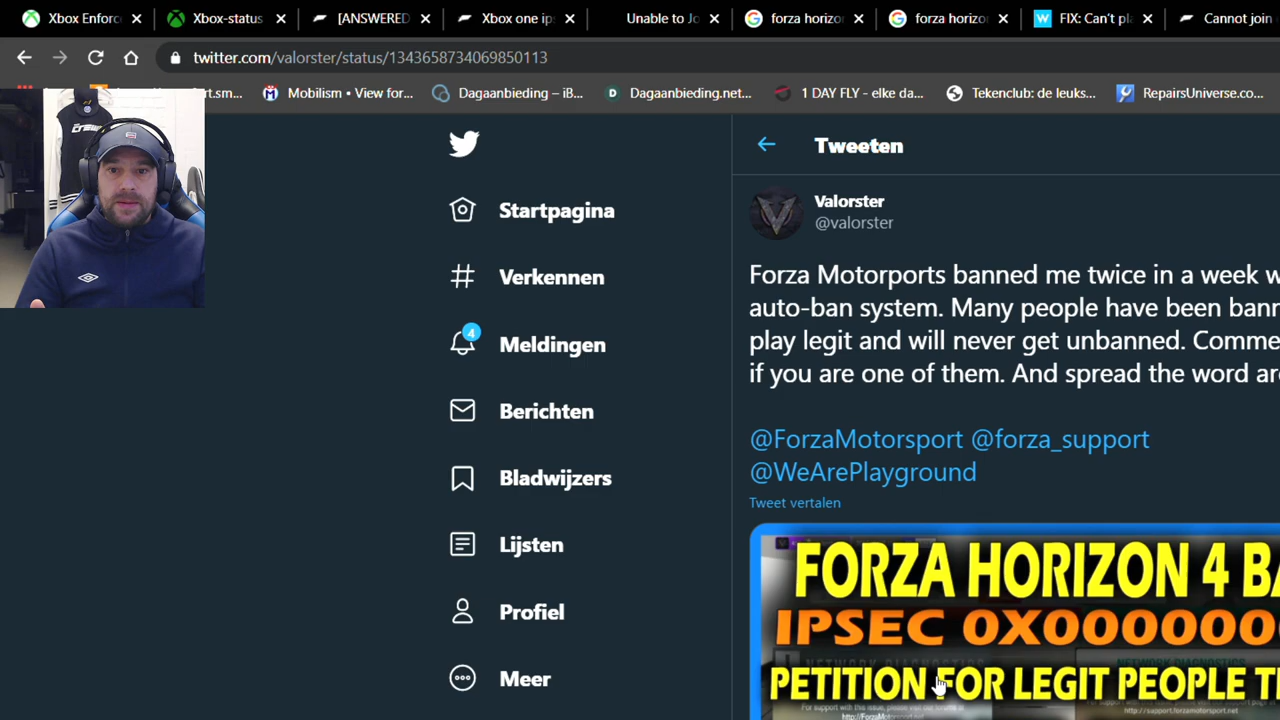 Xbox Enforc
Xbox-status
[ANSWERED
Xbox one ips
Unable to Jo
forza horizo
forza horizo
FIX: Can't pl
Cannot join
twitter.com/valorster/status/1343658734069850113
Mobilism • View for...
Dagaanbieding – iB...
Dagaanbieding.net...
1 DAY FLY - elke da...
Tekenclub: de leuks...
RepairsUniverse.co...
Startpagina
Verkennen
4
Meldingen
Berichten
Bladwijzers
Lijsten
Profiel
Meer
Tweeten
Valorster
@valorster
Forza Motorports banned me twice in a week w
auto-ban system. Many people have been bann
play legit and will never get unbanned. Comme
if you are one of them. And spread the word ar
@ForzaMotorsport @forza_support
@WeArePlayground
Tweet vertalen
FORZA HORIZON 4 BA
IPSEC 0X000000
PETITION FOR LEGIT PEOPLE T